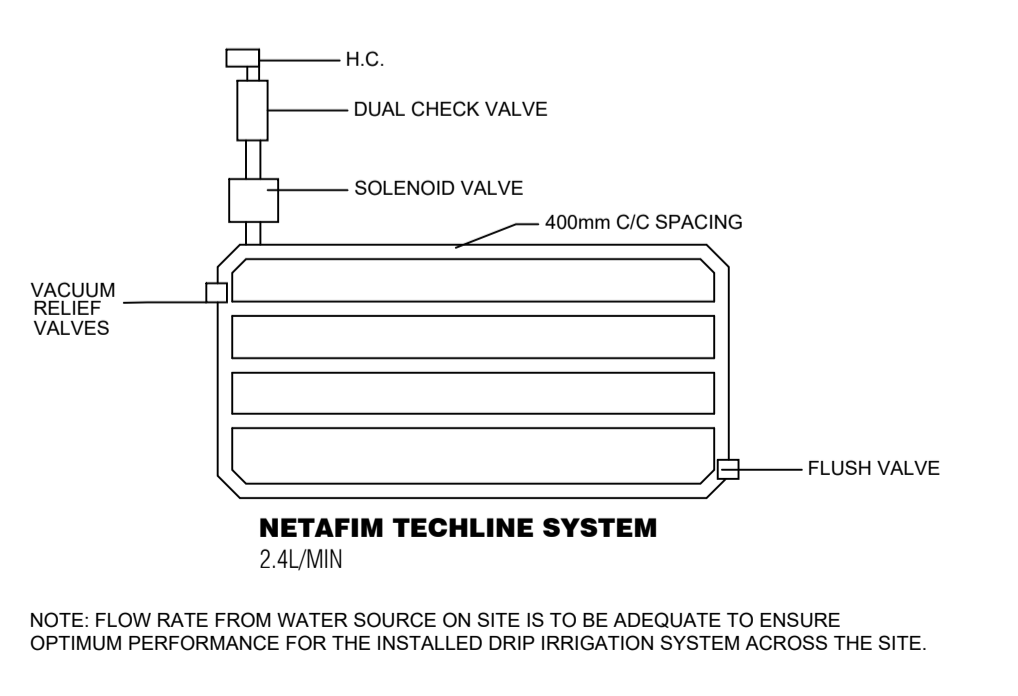 H.C.
DUAL CHECK VALVE
SOLENOID VALVE
400mm C/C SPACING
VACUUM
RELIEF
VALVES
FLUSH VALVE
NETAFIM TECHLINE SYSTEM
2.4L/MIN
NOTE: FLOW RATE FROM WATER SOURCE ON SITE IS TO BE ADEQUATE TO ENSURE
OPTIMUM PERFORMANCE FOR THE INSTALLED DRIP IRRIGATION SYSTEM ACROSS THE SITE.